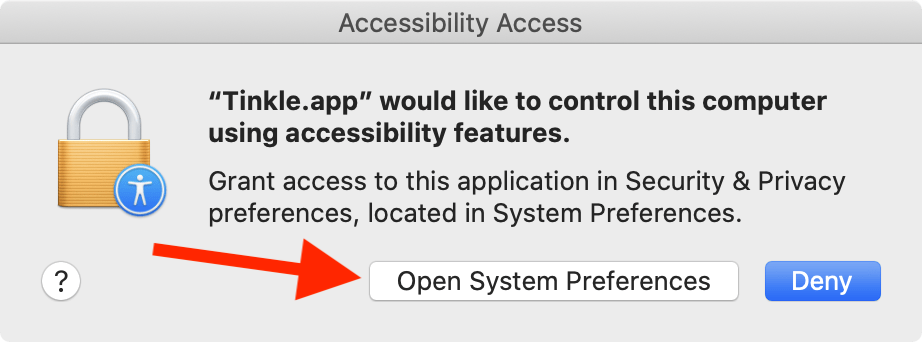 Accessibility Access
“Tinkle.app” would like to control this computer
using accessibility features.
Grant access to this application in Security & Privacy
preferences, located in System Preferences.
?
Open System Preferences
Deny